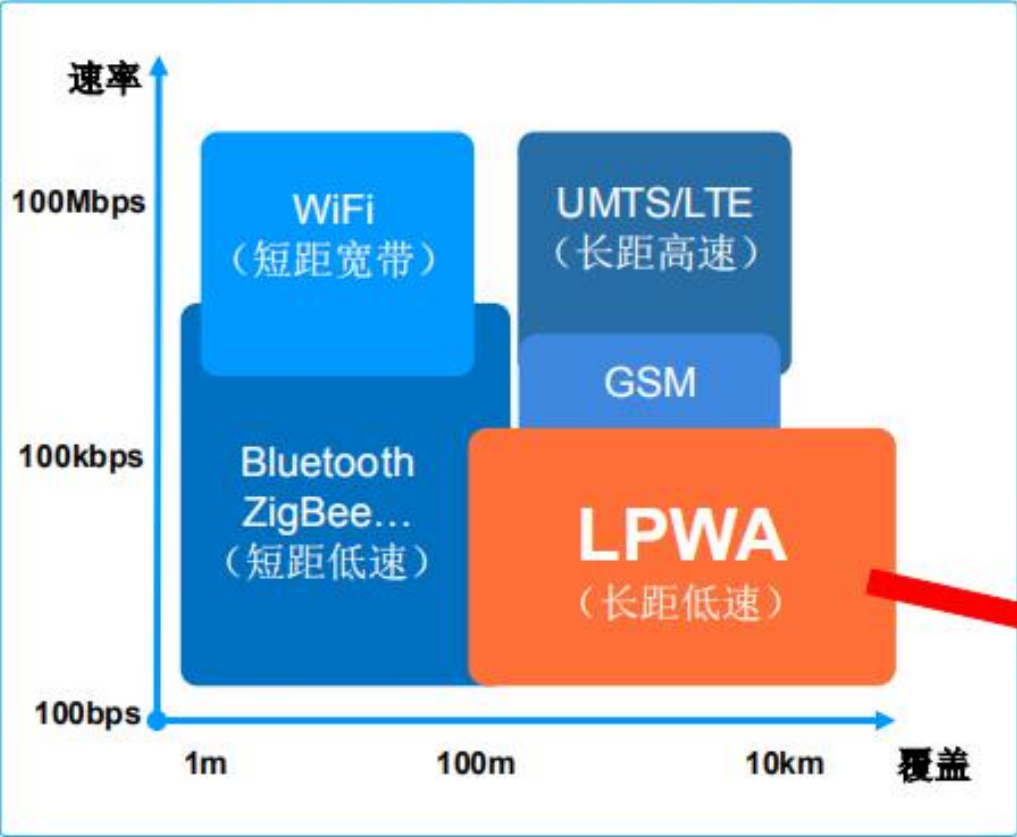 速率
100Mbps
WiFi
（短距宽带）
UMTS/LTE
（长距高速）
GSM
100kbps
Bluetooth
ZigBee...
（短距低速）
LPWA
（长距低速）
100bps
1m
100m
10km
覆盖